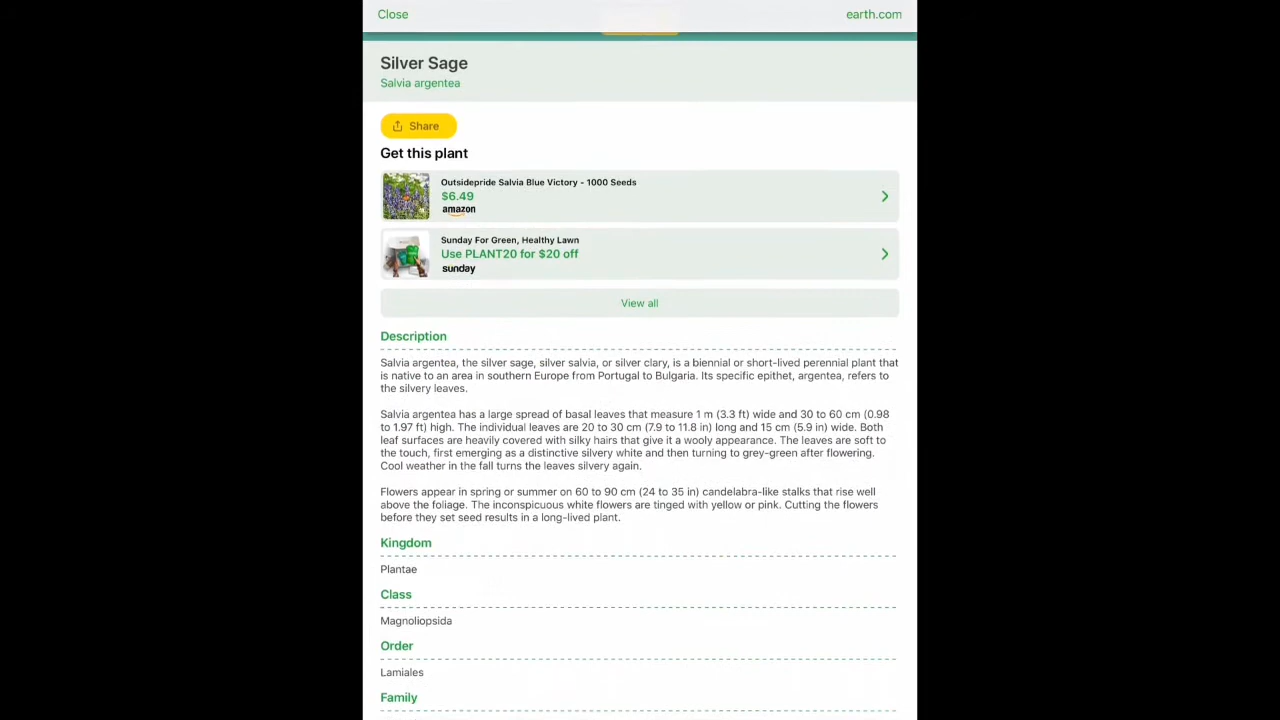 Close
earth.com
Silver Sage
Salvia argentea
Share
Get this plant
Outsidepride Salvia Blue Victory - 1000 Seeds
$6.49
amazon
Sunday For Green, Healthy Lawn
Use PLANT20 for $20 off
sunday
View all
Description
Salvia argentea, the silver sage, silver salvia, or silver clary, is a biennial or short-lived perennial plant that
is native to an area in southern Europe from Portugal to Bulgaria. Its specific epithet, argentea, refers to
the silvery leaves.
Salvia argentea has a large spread of basal leaves that measure 1 m (3.3 ft) wide and 30 to 60 cm (0.98
to 1.97 ft) high. The individual leaves are 20 to 30 cm (7.9 to 11.8 in) long and 15 cm (5.9 in) wide. Both
leaf surfaces are heavily covered with silky hairs that give it a wooly appearance. The leaves are soft to
the touch, first emerging as a distinctive silvery white and then turning to grey-green after flowering.
Cool weather in the fall turns the leaves silvery again.
Flowers appear in spring or summer on 60 to 90 cm (24 to 35 in) candelabra-like stalks that rise well
above the foliage. The inconspicuous white flowers are tinged with yellow or pink. Cutting the flowers
before they set seed results in a long-lived plant.
Kingdom
Plantae
Class
Magnoliopsida
Order
Lamiales
Family